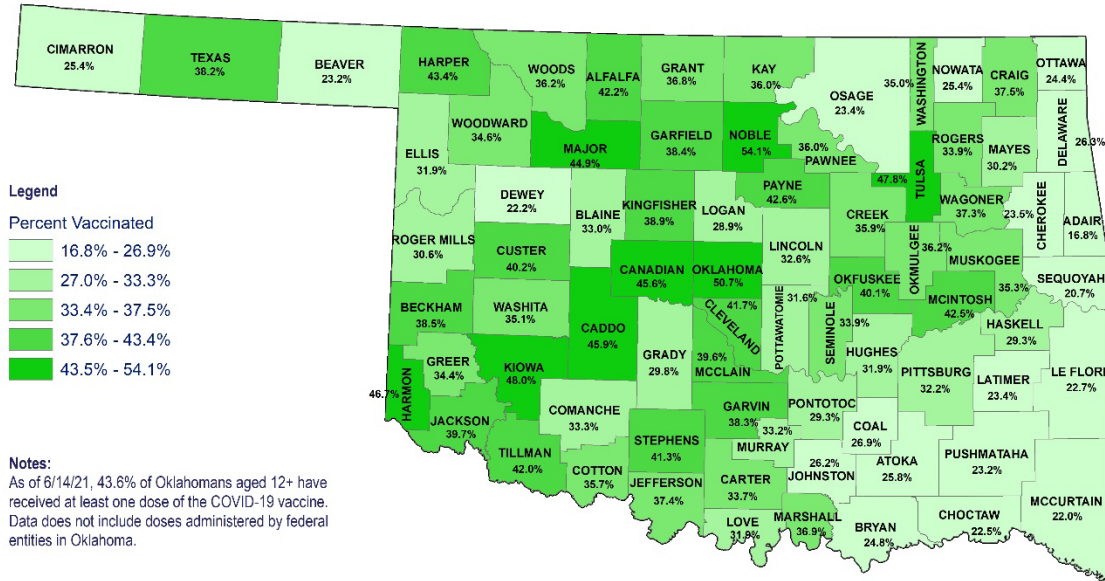 CIMARRON
25.4%
TEXAS
38.2%
BEAVER
23.2%
HARPER
43.4%
WOODS
36.2%
ALFALFA
42.2%
GRANT
36.8%
KAY
36.0%
OSAGE
23.4%
35.0%
WASHINGTON
NOWATA
25.4%
CRAIG
37.5%
OTTAWA
24.4%
DELAWARE
26.3%
WOODWARD
34.6%
MAJOR
44.9%
GARFIELD
38.4%
NOBLE
54.1%
36.0%
PAWNEE
ROGERS
33.9%
MAYES
30.2%
ELLIS
31.9%
DEWEY
22.2%
BLAINE
33.0%
KINGFISHER
38.9%
LOGAN
28.9%
PAYNE
42.6%
47.8%
TULSA
WAGONER
37.3%
23.5%
CHEROKEE
ADAIR
16.8%
CREEK
35.9%
ROGER MILLS
30.6%
CUSTER
40.2%
CANADIAN
45.6%
OKLAHOMA
50.7%
LINCOLN
32.6%
OKMULGEE
36.2%
MUSKOGEE
35.3%
SEQUOYAH
20.7%
OKFUSKEE
40.1%
MCINTOSH
42.5%
BECKHAM
38.5%
WASHITA
35.1%
CADDO
45.9%
41.7%
CLEVELAND
31.6%
POTTAWATOMIE
SEMINOLE
33.9%
HUGHES
31.9%
HASKELL
29.3%
GREER
34.4%
KIOWA
48.0%
GRADY
29.8%
39.6%
MCCLAIN
PITTSBURG
32.2%
LATIMER
23.4%
LE FLORE
22.7%
46.7%
HARMON
JACKSON
39.7%
COMANCHE
33.3%
GARVIN
38.3%
PONTOTOC
29.3%
COAL
26.9%
TILLMAN
42.0%
STEPHENS
41.3%
33.2%
MURRAY
ATOKA
25.8%
PUSHMATAHA
23.2%
COTTON
35.7%
JEFFERSON
37.4%
CARTER
33.7%
26.2%
JOHNSTON
MCCURTAIN
22.0%
LOVE
31.9%
MARSHALL
36.9%
BRYAN
24.8%
CHOCTAW
22.5%
Legend
Percent Vaccinated
16.8% - 26.9%
27.0% - 33.3%
33.4% - 37.5%
37.6% - 43.4%
43.5% - 54.1%
Notes:
As of 6/14/21, 43.6% of Oklahomans aged 12+ have
received at least one dose of the COVID-19 vaccine.
Data does not include doses administered by federal
entities in Oklahoma.